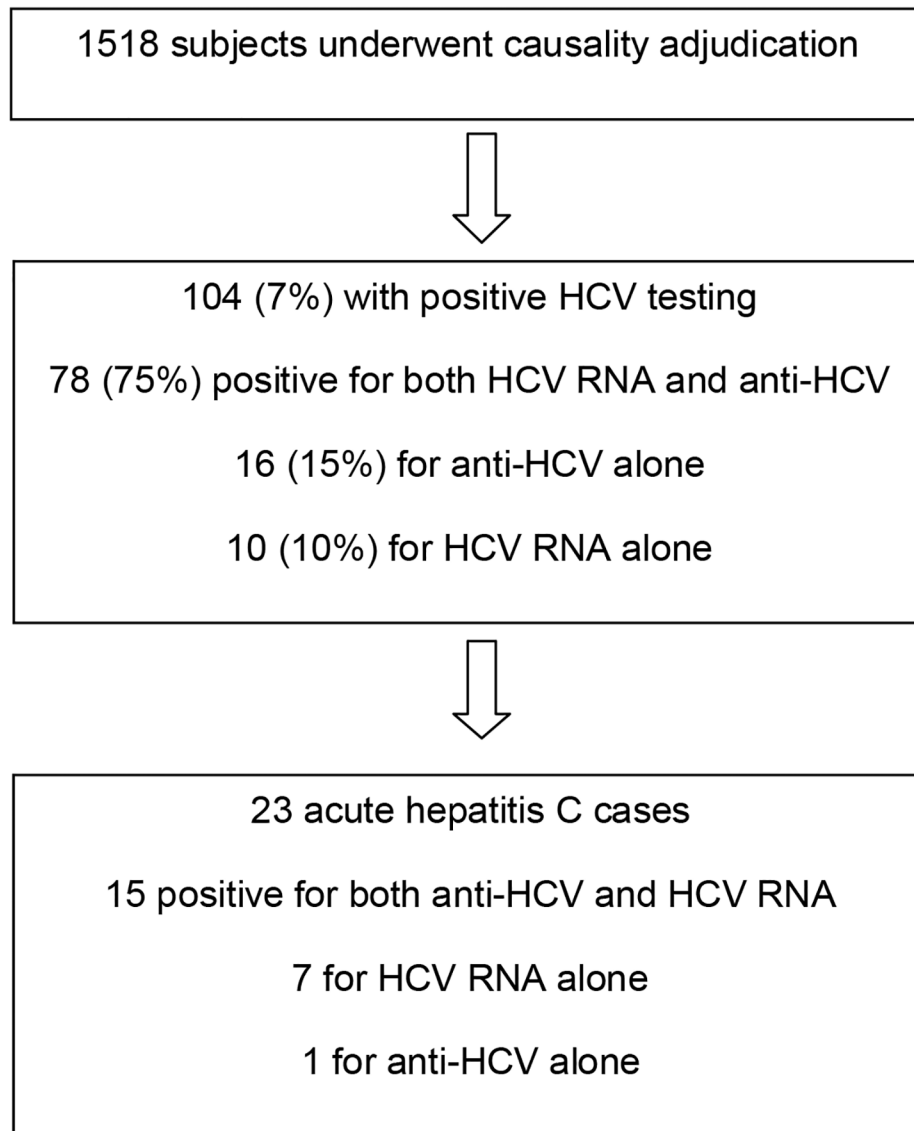 1518 subjects underwent causality adjudication
104 (7%) with positive HCV testing
78 (75%) positive for both HCV RNA and anti-HCV
16 (15%) for anti-HCV alone
10 (10%) for HCV RNA alone
23 acute hepatitis C cases
15 positive for both anti-HCV and HCV RNA
7 for HCV RNA alone
1 for anti-HCV alone